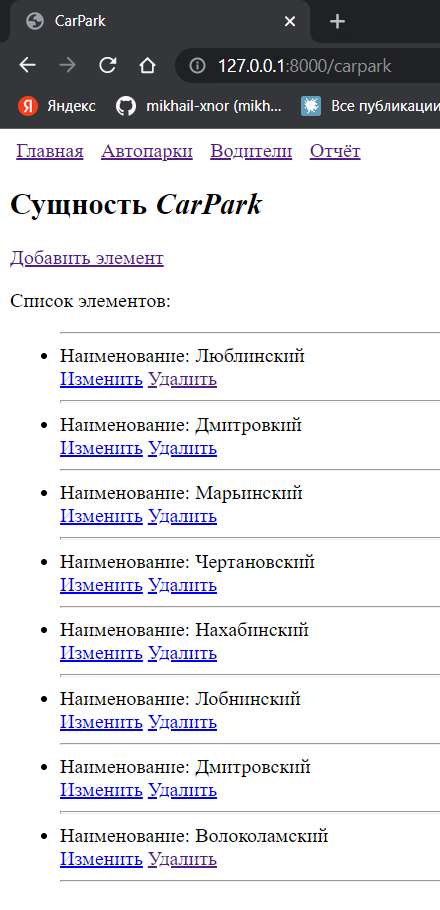 CarPark
127.0.0.1:8000/carpark
Яндекс mikhail-xnor (mikh... Все публикации
Главная Автопарки Водители Отчёт
Сущность CarPark
Добавить элемент
Список элементов:
Наименование: Люблинский
Изменить Удалить
Наименование: Дмитровкий
Изменить Удалить
Наименование: Марьинский
Изменить Удалить
Наименование: Чертановский
Изменить Удалить
Наименование: Нахабинский
Изменить Удалить
Наименование: Лобнинский
Изменить Удалить
Наименование: Дмитровский
Изменить Удалить
Наименование: Волоколамский
Изменить Удалить